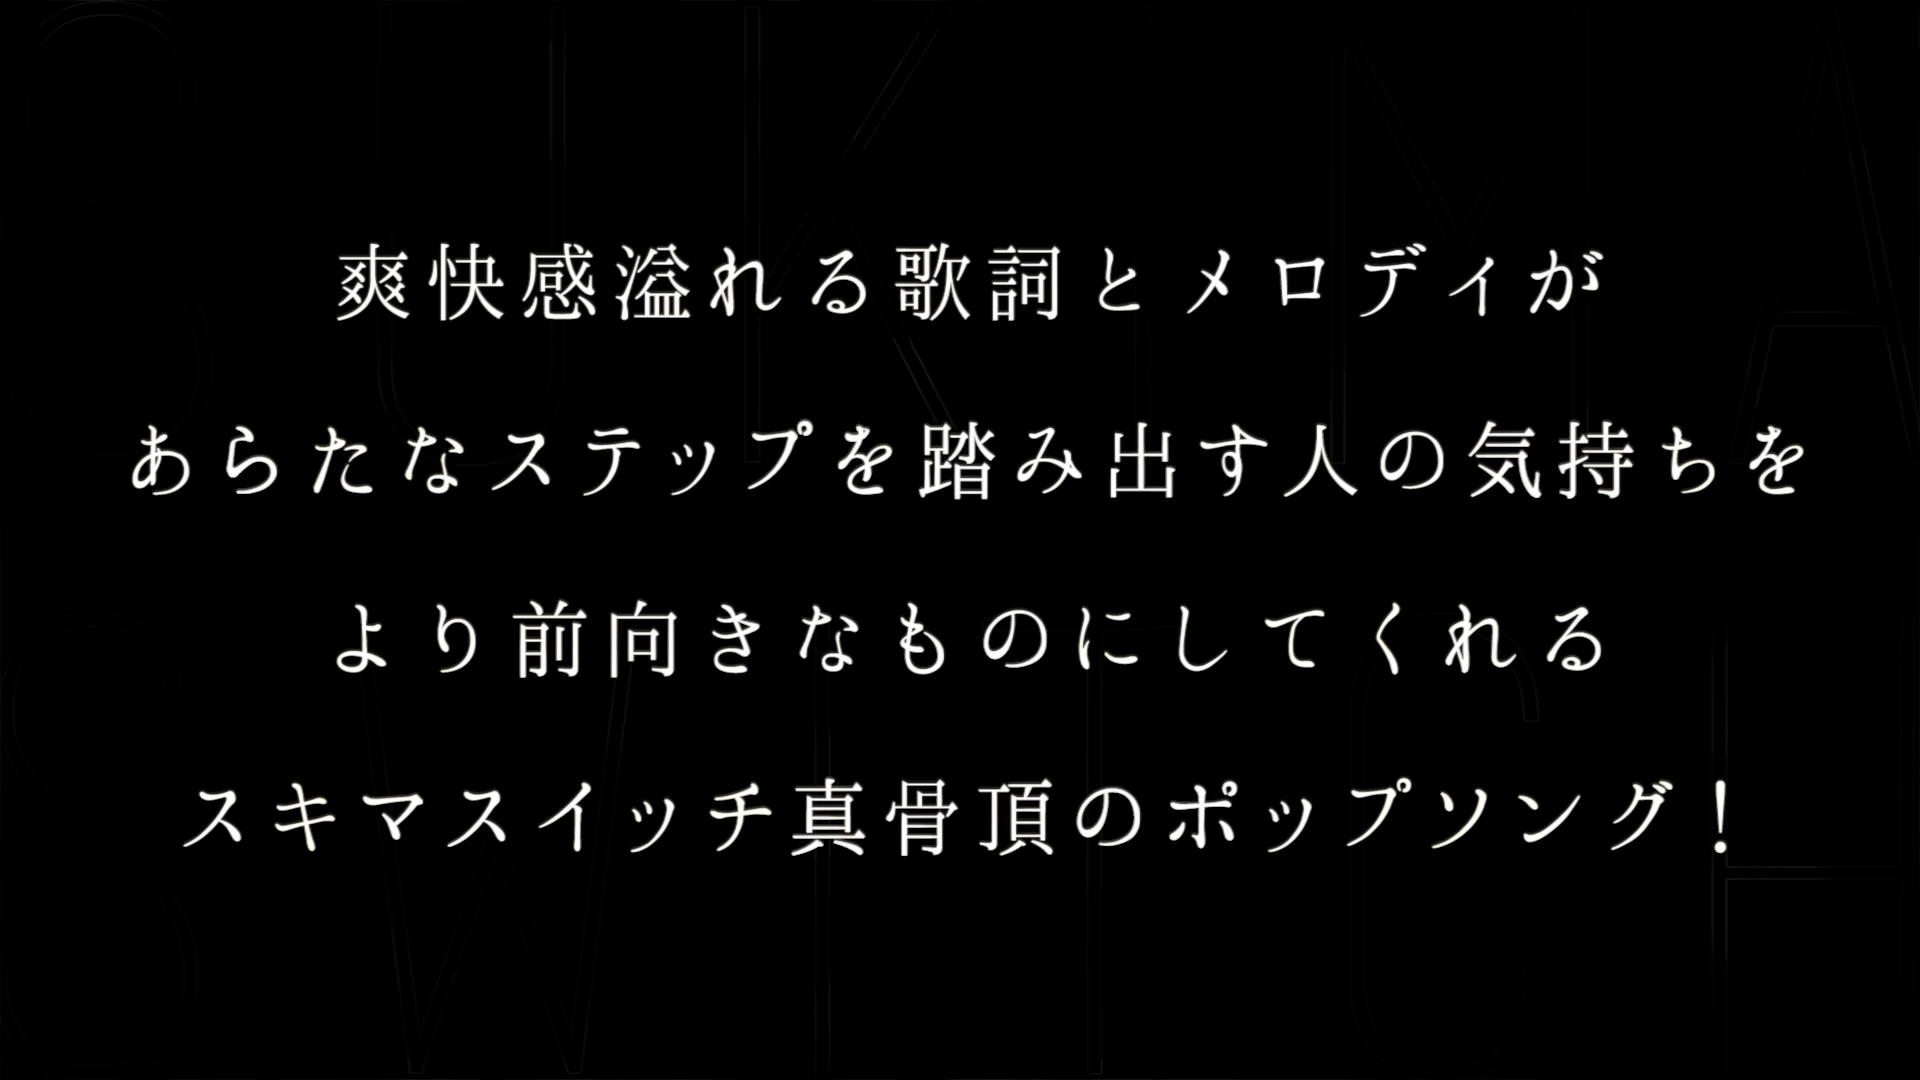 SUKIMA
SWITCH
爽快感溢れる歌詞とメロディが
あらたなステップを踏み出す人の気持ちを
より前向きなものにしてくれる
スキマスイッチ真骨頂のポップソング！